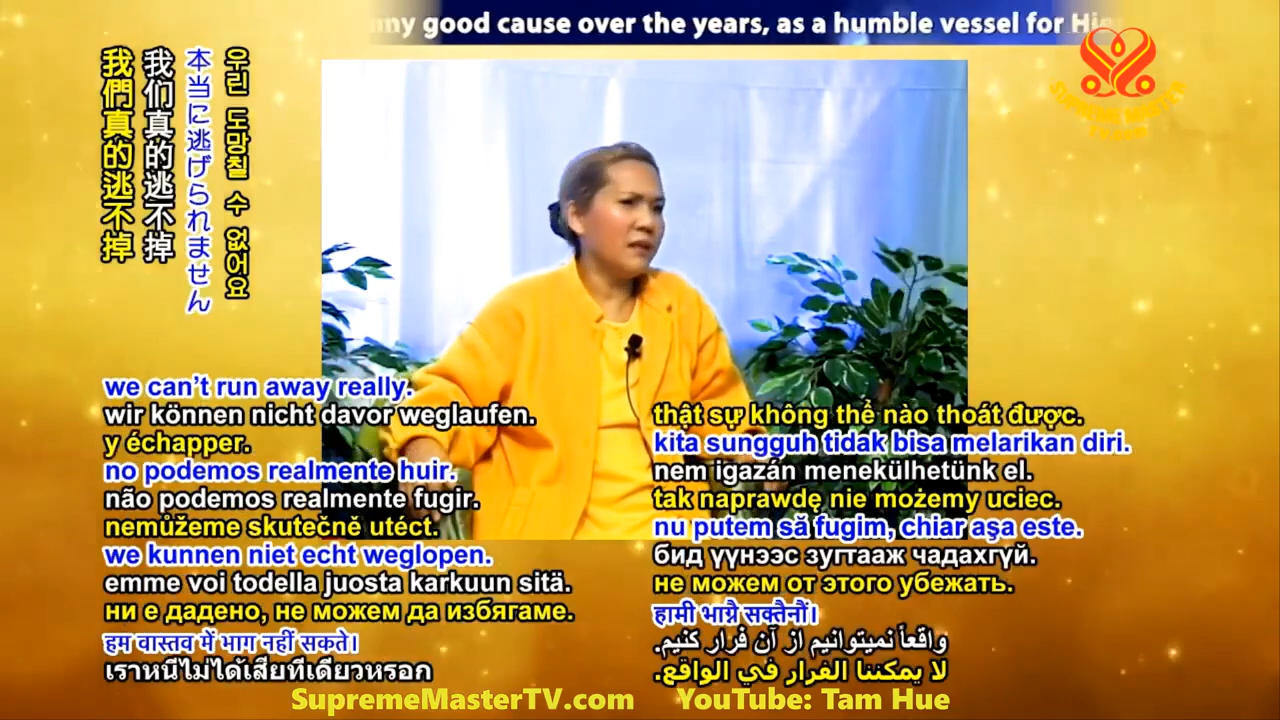 ny good cause over the years, as a humble vessel for
SUPREME MASTER
TV.com
我們真的逃不掉
我们真的逃不掉
本当に逃げられません
우린 도망칠 수 없어요
we can't run away really.
wir können nicht davor weglaufen.
y échapper.
no podemos realmente huir.
não podemos realmente fugir.
nemůžeme skutečně utéct.
we kunnen niet echt weglopen.
emme voi todella juosta karkuun sitä.
ни е дадено, не можем да избягаме.
हम वास्तव में भाग नहीं सकते।
เราหนีไม่ได้เสียทีเดียวหรอก
thật sự không thể nào thoát được.
kita sungguh tidak bisa melarikan diri.
nem igazán menekülhetünk el.
tak naprawdę nie możemy uciec.
nu putem să fugim, chiar aşa este.
бид үүнээс зугтааж чадахгүй.
не можем от этого убежать.
हामी भाग्नै सक्तैनौं।
واقعاً نمیتوانیم از آن فرار کنیم.
لا يمكننا الفرار في الواقع.
SupremeMasterTV.com YouTube: Tam Hue